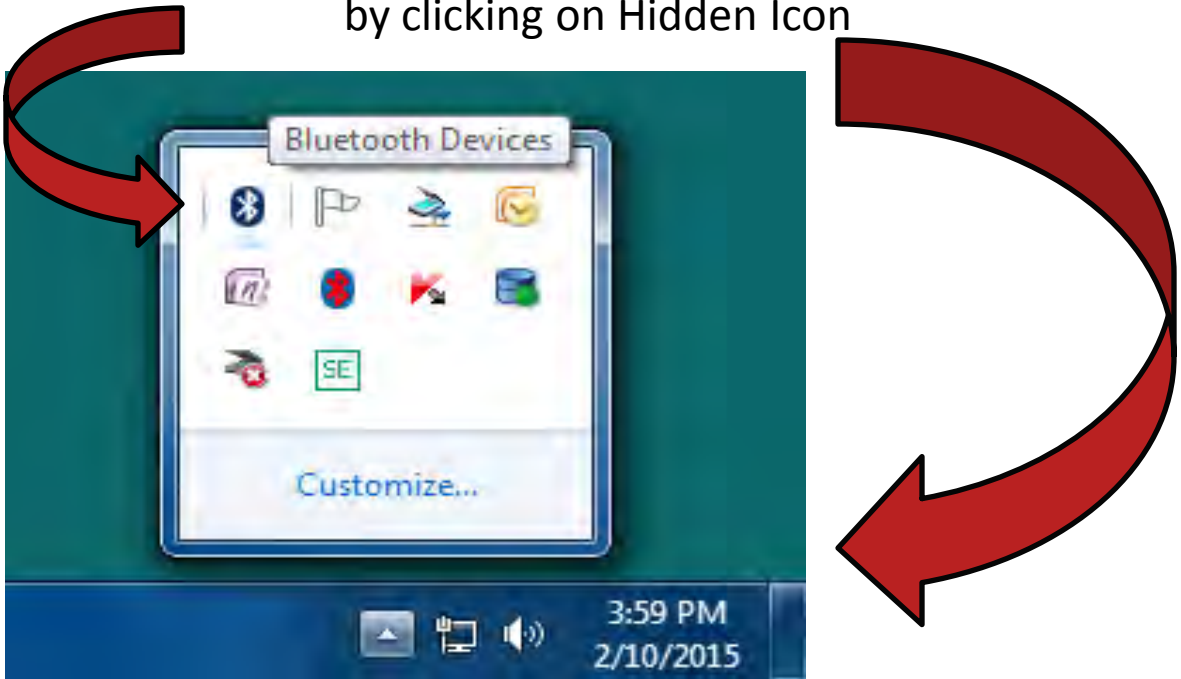 by clicking on Hidden Icon
Bluetooth Devices
SE
Customize...
3:59 PM
2/10/2015